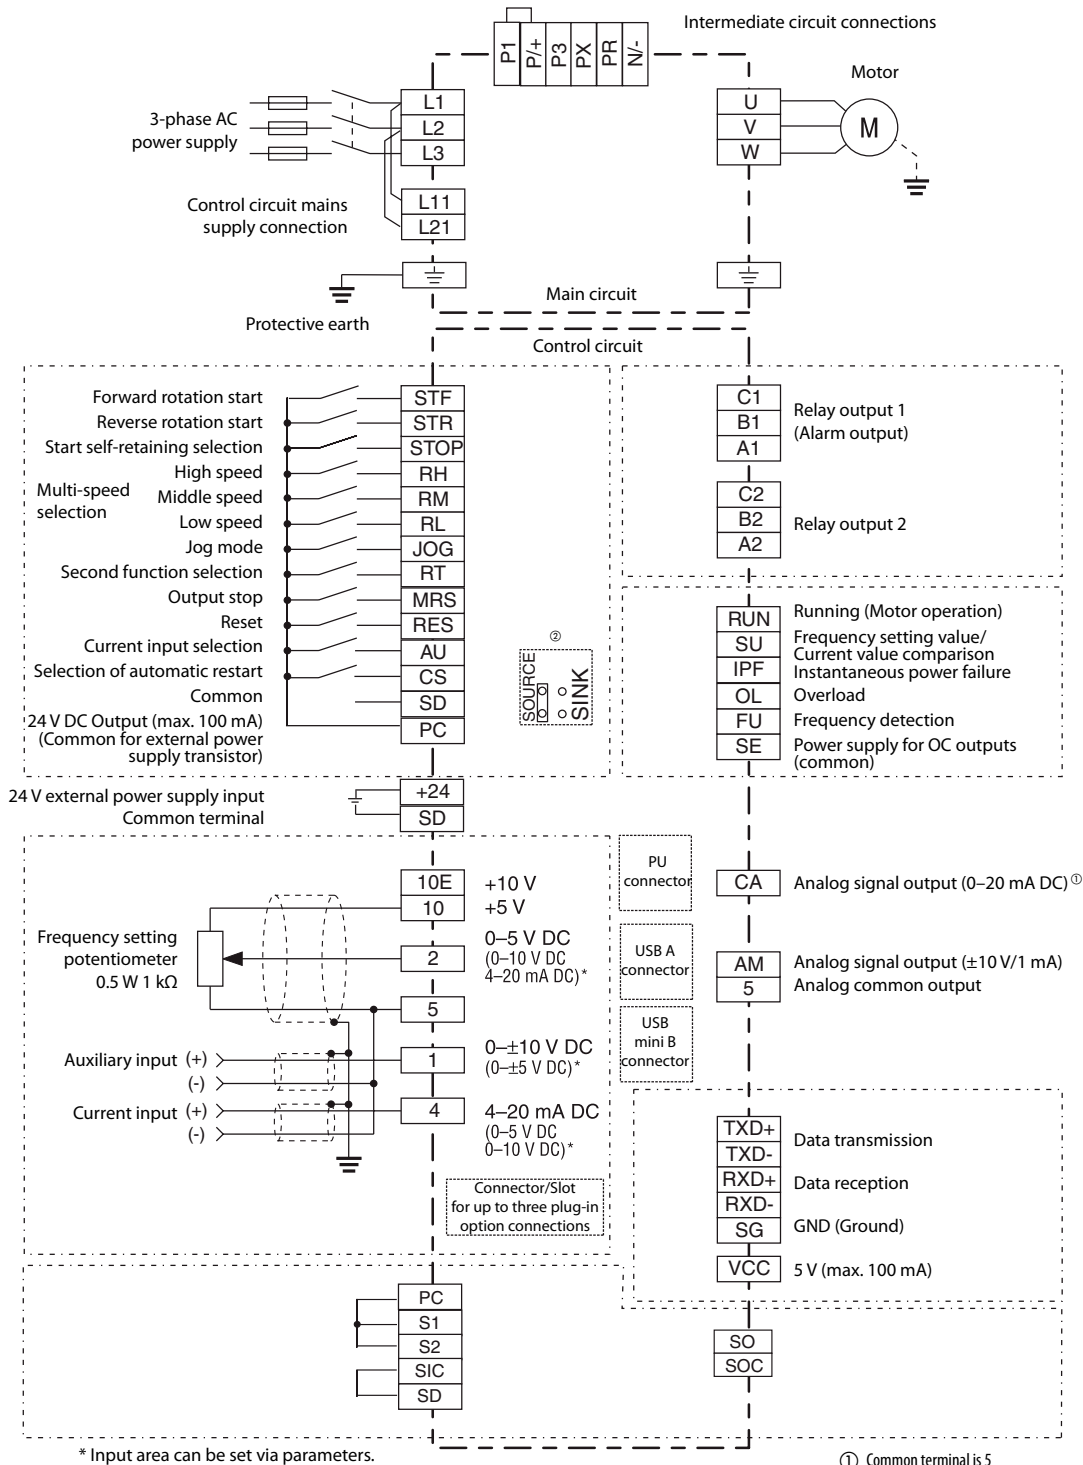 Intermediate circuit connections
P1
P/+
P3
PX
PR
N/-
3-phase AC
power supply
L1
L2
L3
U
V
W
Motor
M
Control circuit mains
supply connection
L11
L21
Protective earth
Main circuit
Control circuit
Forward rotation start
STF
Reverse rotation start
STR
Start self-retaining selection
STOP
Multi-speed
selection
High speed
RH
Middle speed
RM
Low speed
RL
Jog mode
JOG
Second function selection
RT
Output stop
MRS
Reset
RES
Current input selection
AU
Selection of automatic restart
CS
Common
SD
24 V DC Output (max. 100 mA)
(Common for external power
supply transistor)
PC
②
SOURCE
SINK
C1
B1
A1
Relay output 1
(Alarm output)
C2
B2
A2
Relay output 2
RUN
Running (Motor operation)
SU
Frequency setting value/
Current value comparison
IPF
Instantaneous power failure
OL
Overload
FU
Frequency detection
SE
Power supply for OC outputs
(common)
24 V external power supply input
+24
Common terminal
SD
10E
+10 V
10
+5 V
Frequency setting
potentiometer
0.5 W 1 kΩ
2
0–5 V DC
(0–10 V DC
4–20 mA DC)*
5
Auxiliary input (+)
(-)
1
0–±10 V DC
(0–±5 V DC)*
Current input (+)
(-)
4
4–20 mA DC
(0–5 V DC
0–10 V DC)*
Connector/Slot
for up to three plug-in
option connections
PU
connector
USB A
connector
USB
mini B
connector
CA
Analog signal output (0–20 mA DC) ①
AM
Analog signal output (±10 V/1 mA)
5
Analog common output
TXD+
TXD-
Data transmission
RXD+
RXD-
Data reception
SG
GND (Ground)
VCC
5 V (max. 100 mA)
PC
S1
S2
SIC
SD
SO
SOC
* Input area can be set via parameters.
① Common terminal is 5